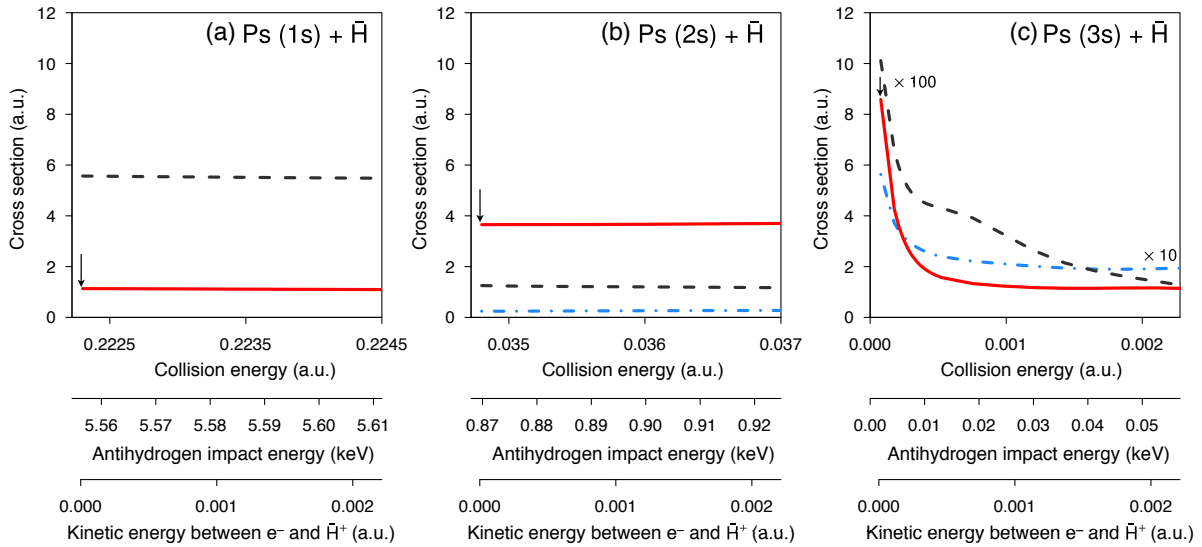 (a) Ps (1s) + H̄
Cross section (a.u.)
12
10
8
6
4
2
0
0.2225 0.2235 0.2245
Collision energy (a.u.)
5.56 5.57 5.58 5.59 5.60 5.61
Antihydrogen impact energy (keV)
0.000 0.001 0.002
Kinetic energy between e⁻ and H̄⁺ (a.u.)
(b) Ps (2s) + H̄
Cross section (a.u.)
12
10
8
6
4
2
0
0.035 0.036 0.037
Collision energy (a.u.)
0.87 0.88 0.89 0.90 0.91 0.92
Antihydrogen impact energy (keV)
0.000 0.001 0.002
Kinetic energy between e⁻ and H̄⁺ (a.u.)
(c) Ps (3s) + H̄
× 100
× 10
Cross section (a.u.)
12
10
8
6
4
2
0
0.000 0.001 0.002
Collision energy (a.u.)
0.00 0.01 0.02 0.03 0.04 0.05
Antihydrogen impact energy (keV)
0.000 0.001 0.002
Kinetic energy between e⁻ and H̄⁺ (a.u.)